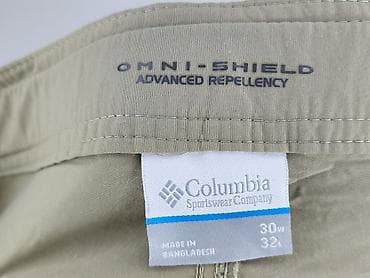 OMNI-SHIELD
ADVANCED REPELLENCY
Columbia
Sportswear Company
30W
32L
MADE IN
BANGLADESH